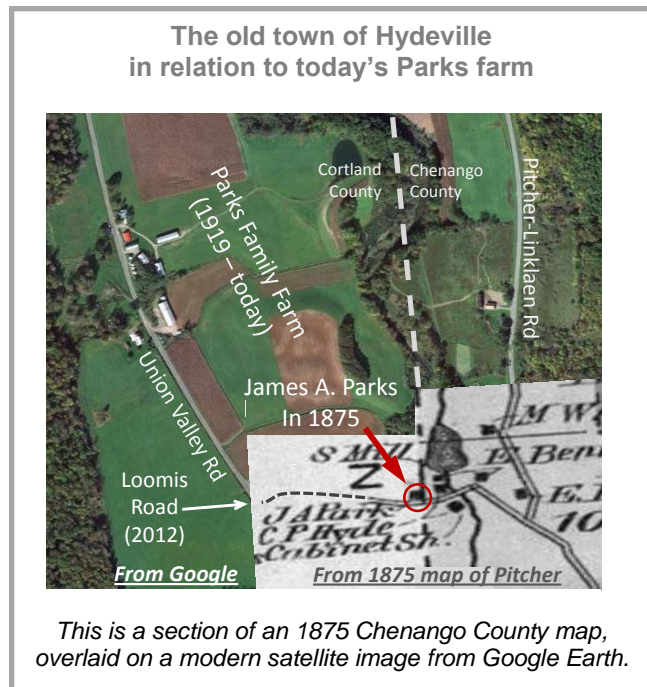 The old town of Hydeville
in relation to today's Parks farm
Cortland
County
Chenango
County
Pitcher-Linklaen Rd
Parks Family Farm
(1919 – today)
Union Valley Rd
James A. Parks
In 1875
Loomis
Road
(2012)
S Mill
2
J A Park
C P Hyde
Cabinet Sh.
M W
E. Ben
E.
10
From Google
From 1875 map of Pitcher
This is a section of an 1875 Chenango County map,
overlaid on a modern satellite image from Google Earth.